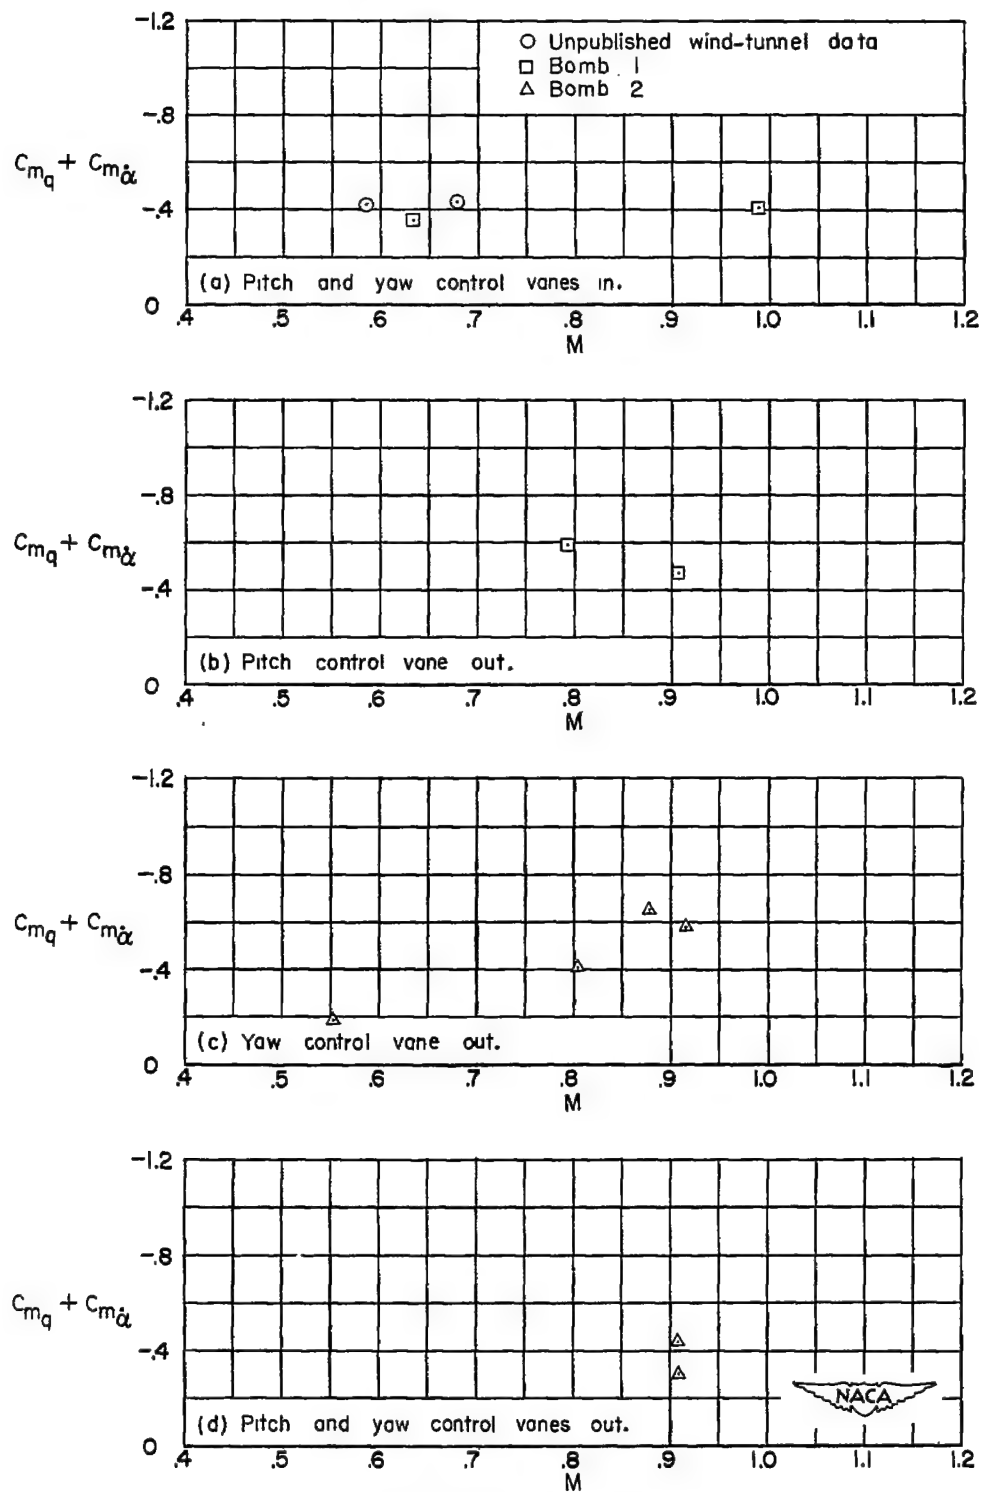 -1.2
○ Unpublished wind-tunnel data
□ Bomb 1
△ Bomb 2
-.8
Cmq + Cmα̇
-.4
(a) Pitch and yaw control vanes in.
0
.4 .5 .6 .7 .8 .9 1.0 1.1 1.2
M
-1.2
-.8
Cmq + Cmα̇
-.4
(b) Pitch control vane out.
0
.4 .5 .6 .7 .8 .9 1.0 1.1 1.2
M
-1.2
-.8
Cmq + Cmα̇
-.4
(c) Yaw control vane out.
0
.4 .5 .6 .7 .8 .9 1.0 1.1 1.2
M
-1.2
-.8
Cmq + Cmα̇
-.4
NACA
(d) Pitch and yaw control vanes out.
0
.4 .5 .6 .7 .8 .9 1.0 1.1 1.2
M